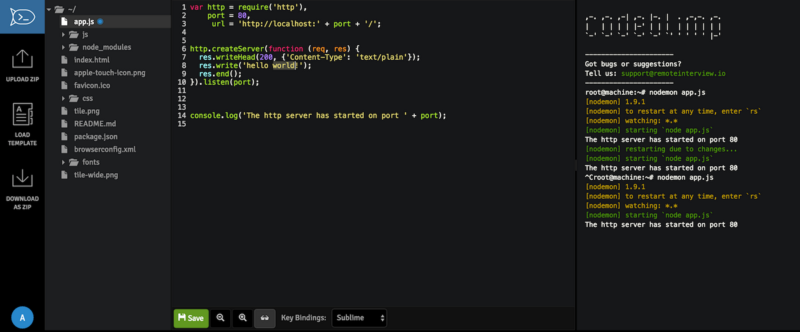 UPLOAD ZIP
LOAD
TEMPLATE
DOWNLOAD
AS ZIP
A
~/
app.js
js
node_modules
index.html
apple-touch-icon.png
favicon.ico
css
tile.png
README.md
package.json
browserconfig.xml
fonts
tile-wide.png
1 var http = require('http'),
2 port = 80,
3 url = 'http://localhost:' + port + '/';
4
5
6 http.createServer(function (req, res) {
7 res.writeHead(200, {'Content-Type': 'text/plain'});
8 res.write('hello world!');
9 res.end();
10 }).listen(port);
11
12
13
14 console.log('The http server has started on port ' + port);
15
Save
Key Bindings:
Sublime
Got bugs or suggestions?
Tell us: support@remoteinterview.io
root@machine:~# nodemon app.js
[nodemon] 1.9.1
[nodemon] to restart at any time, enter `rs`
[nodemon] watching: *.*
[nodemon] starting `node app.js`
The http server has started on port 80
[nodemon] restarting due to changes...
[nodemon] starting `node app.js`
The http server has started on port 80
^Croot@machine:~# nodemon app.js
[nodemon] 1.9.1
[nodemon] to restart at any time, enter `rs`
[nodemon] watching: *.*
[nodemon] starting `node app.js`
The http server has started on port 80